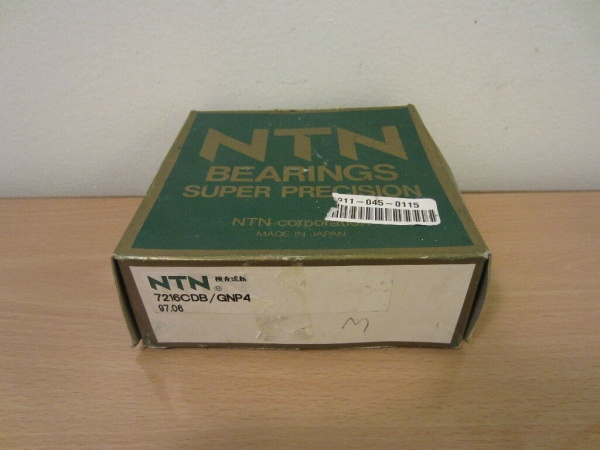 NTN
BEARINGS
SUPER PRECISION
211-045-0115
NTN corporation
MADE IN JAPAN
NTN ®
7216CDB/GNP4
97.06
M